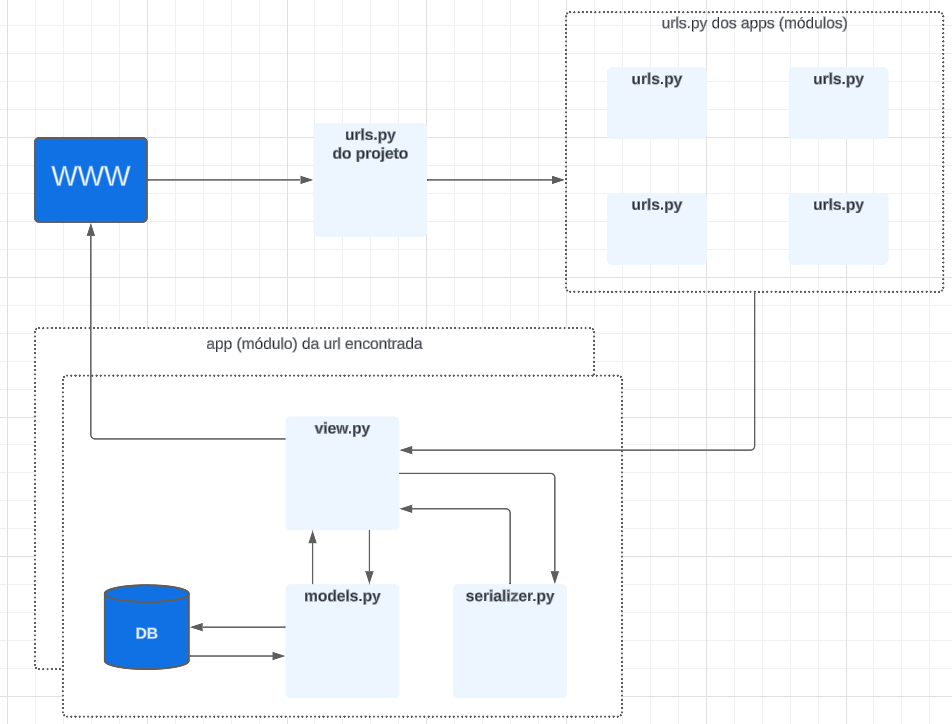 urls.py dos apps (módulos)
urls.py
urls.py
urls.py
do projeto
WWW
urls.py
urls.py
app (módulo) da url encontrada
view.py
models.py
serializer.py
DB